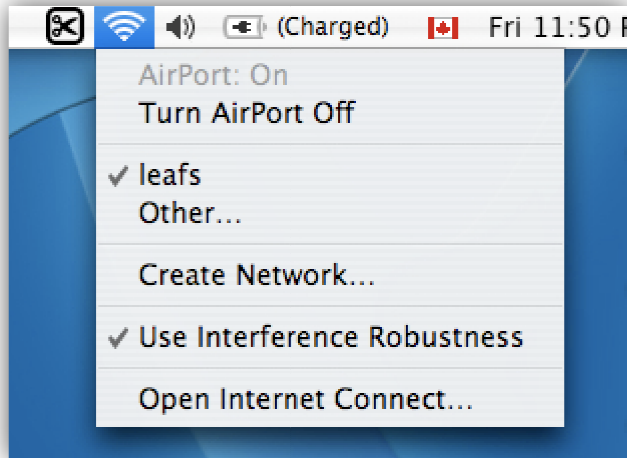 (Charged) Fri 11:50
AirPort: On
Turn AirPort Off
leafs
Other...
Create Network...
Use Interference Robustness
Open Internet Connect...